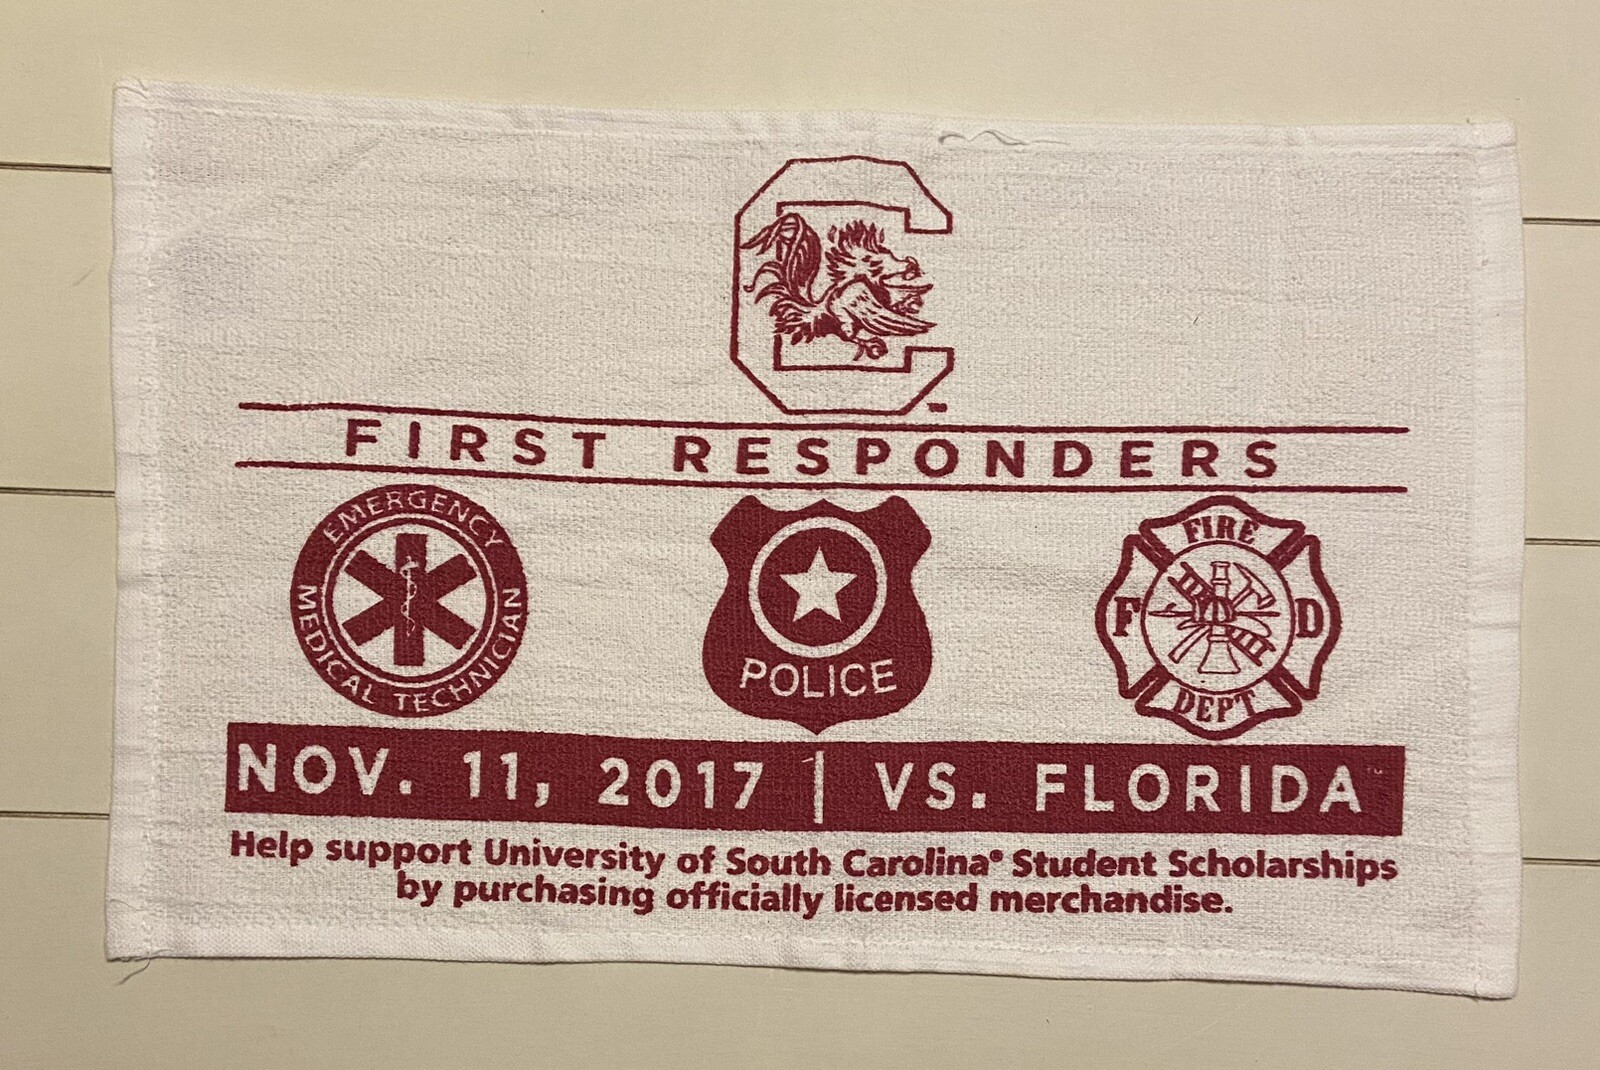 C
FIRST RESPONDERS
EMERGENCY
MEDICAL TECHNICIAN
POLICE
FIRE
F D
DEPT
NOV. 11, 2017 | VS. FLORIDA™
Help support University of South Carolina® Student Scholarships
by purchasing officially licensed merchandise.